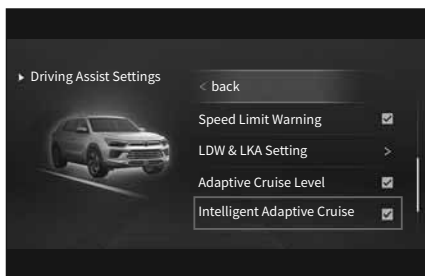 ▸ Driving Assist Settings
< back
Speed Limit Warning
LDW & LKA Setting >
Adaptive Cruise Level
Intelligent Adaptive Cruise